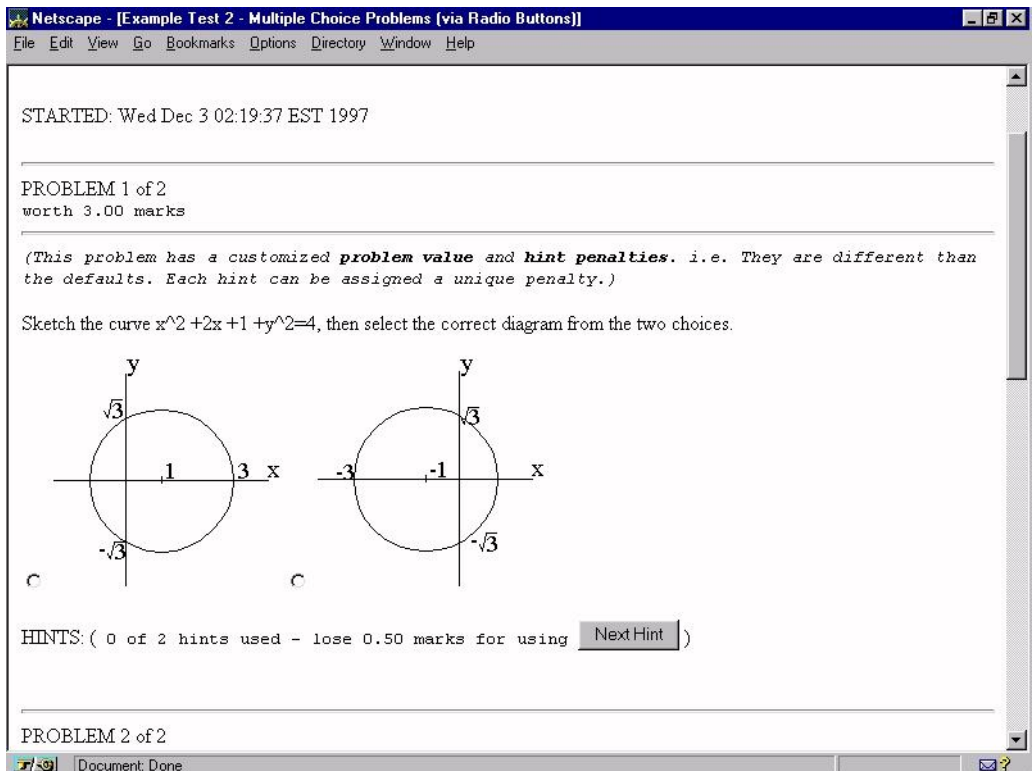 Netscape - [Example Test 2 - Multiple Choice Problems (via Radio Buttons)]
File Edit View Go Bookmarks Options Directory Window Help
STARTED: Wed Dec 3 02:19:37 EST 1997
PROBLEM 1 of 2
worth 3.00 marks
(This problem has a customized problem value and hint penalties. i.e. They are different than
the defaults. Each hint can be assigned a unique penalty.)
Sketch the curve x^2 +2x +1 +y^2=4, then select the correct diagram from the two choices.
y y
√3 √3
1 3 x -3 -1 x
-√3 -√3
HINTS: ( 0 of 2 hints used - lose 0.50 marks for using Next Hint )
PROBLEM 2 of 2
Document: Done